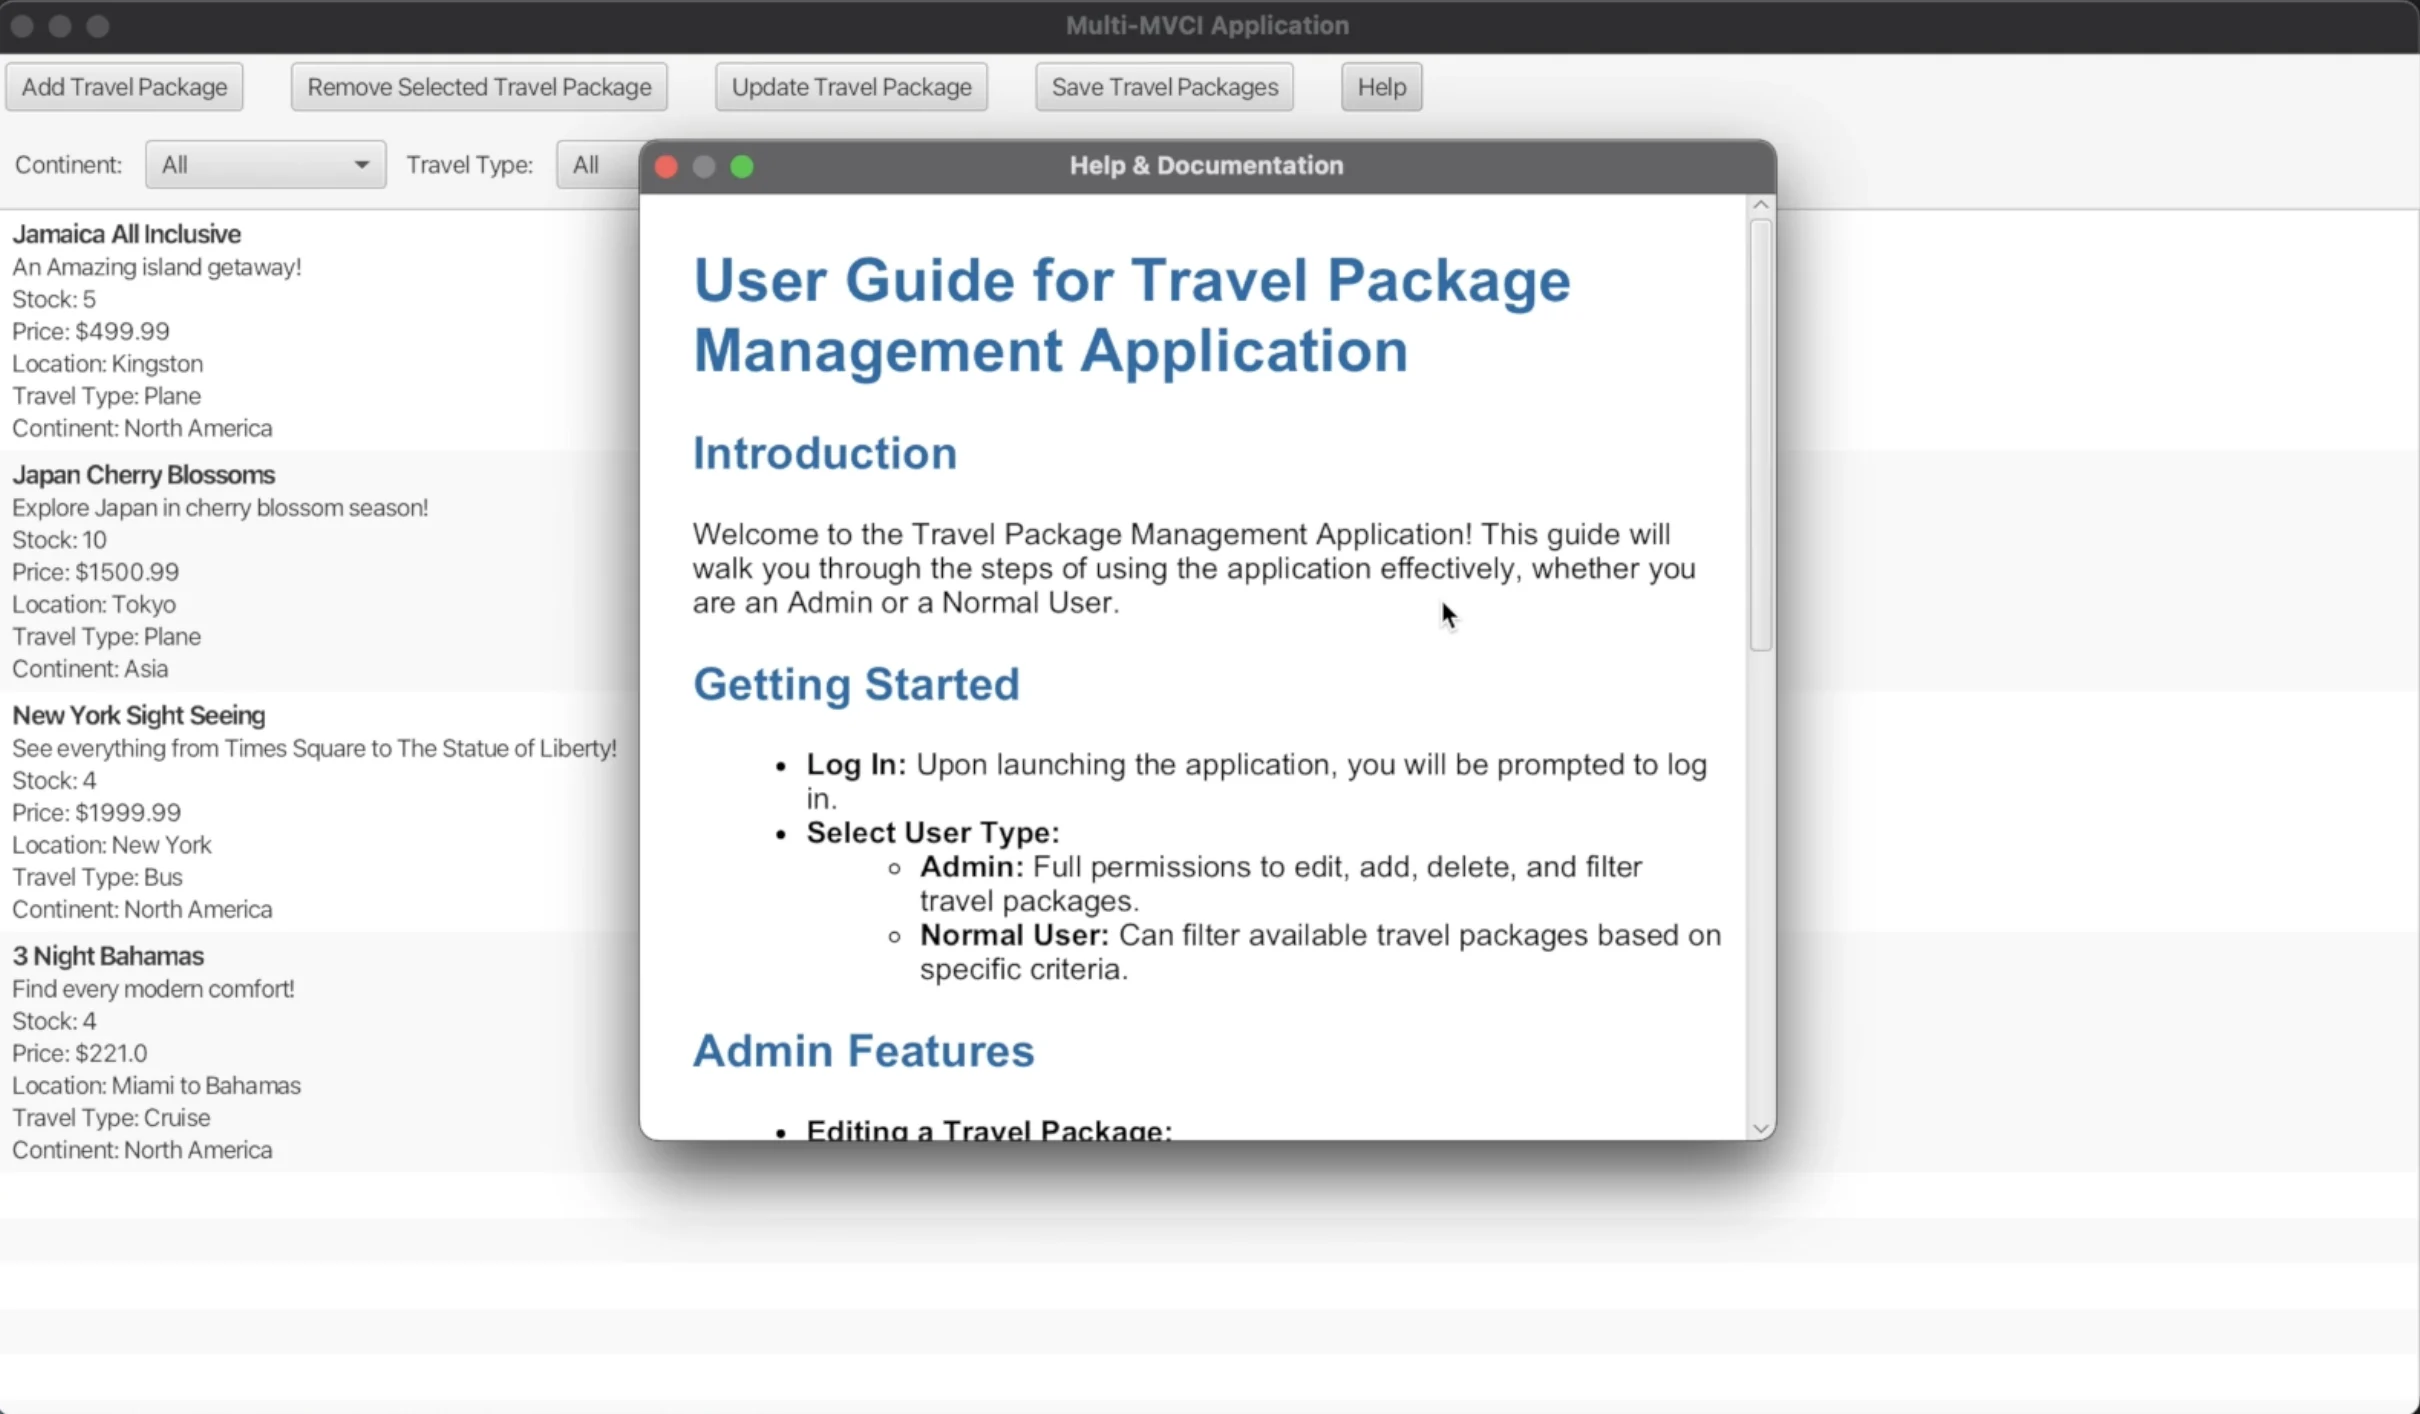 Multi-MVCI Application
Add Travel Package
Remove Selected Travel Package
Update Travel Package
Save Travel Packages
Help
Continent:
All
Travel Type:
All
Jamaica All Inclusive
An Amazing island getaway!
Stock: 5
Price: $499.99
Location: Kingston
Travel Type: Plane
Continent: North America
Japan Cherry Blossoms
Explore Japan in cherry blossom season!
Stock: 10
Price: $1500.99
Location: Tokyo
Travel Type: Plane
Continent: Asia
New York Sight Seeing
See everything from Times Square to The Statue of Liberty!
Stock: 4
Price: $1999.99
Location: New York
Travel Type: Bus
Continent: North America
3 Night Bahamas
Find every modern comfort!
Stock: 4
Price: $221.0
Location: Miami to Bahamas
Travel Type: Cruise
Continent: North America
Help & Documentation
User Guide for Travel Package
Management Application
Introduction
Welcome to the Travel Package Management Application! This guide will
walk you through the steps of using the application effectively, whether you
are an Admin or a Normal User.
Getting Started
• Log In: Upon launching the application, you will be prompted to log
in.
• Select User Type:
○ Admin: Full permissions to edit, add, delete, and filter
travel packages.
○ Normal User: Can filter available travel packages based on
specific criteria.
Admin Features
• Editing a Travel Package: